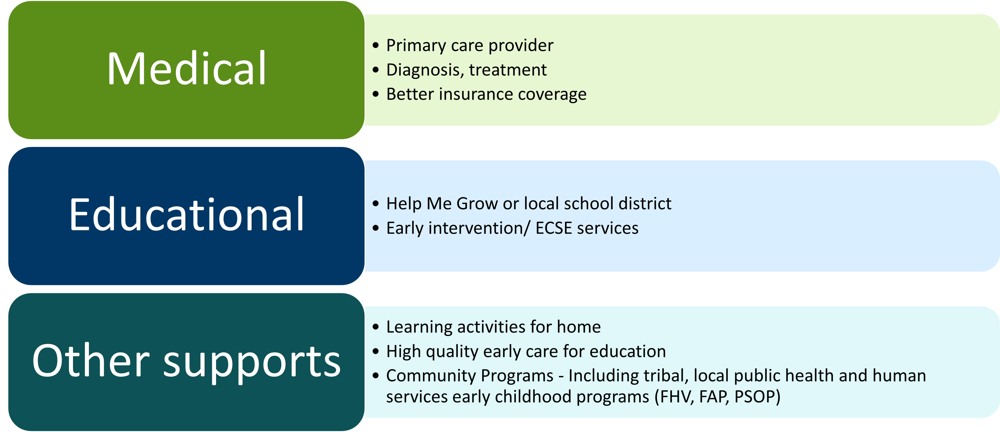 Medical
• Primary care provider
• Diagnosis, treatment
• Better insurance coverage
Educational
• Help Me Grow or local school district
• Early intervention/ ECSE services
Other supports
• Learning activities for home
• High quality early care for education
• Community Programs - Including tribal, local public health and human
services early childhood programs (FHV, FAP, PSOP)